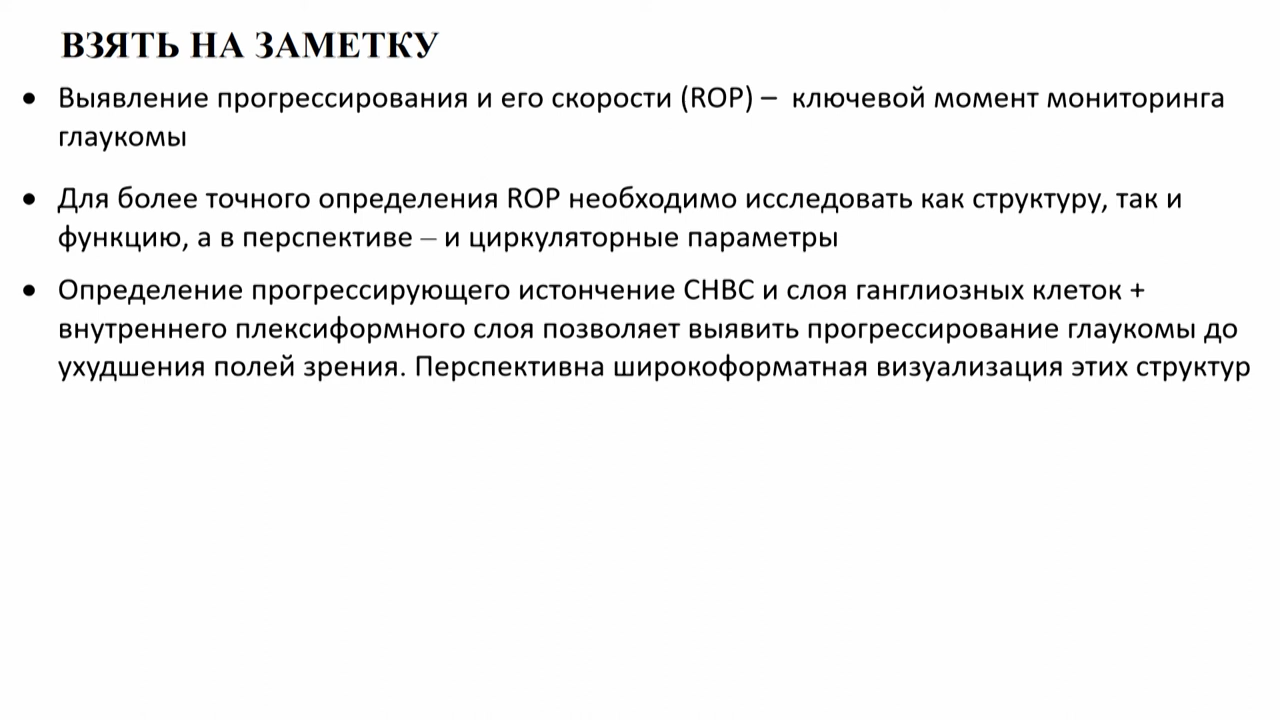 ВЗЯТЬ НА ЗАМЕТКУ
• Выявление прогрессирования и его скорости (ROP) – ключевой момент мониторинга
глаукомы
• Для более точного определения ROP необходимо исследовать как структуру, так и
функцию, а в перспективе – и циркуляторные параметры
• Определение прогрессирующего истончение СНВС и слоя ганглиозных клеток +
внутреннего плексиформного слоя позволяет выявить прогрессирование глаукомы до
ухудшения полей зрения. Перспективна широкоформатная визуализация этих структур